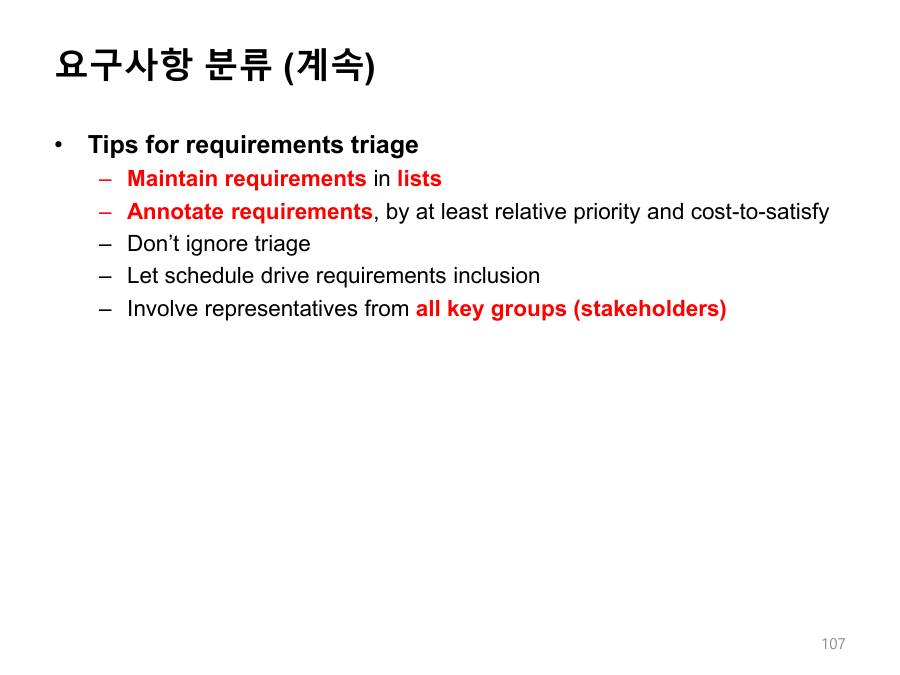 요구사항 분류 (계속)
• Tips for requirements triage
– Maintain requirements in lists
– Annotate requirements, by at least relative priority and cost-to-satisfy
– Don’t ignore triage
– Let schedule drive requirements inclusion
– Involve representatives from all key groups (stakeholders)
107